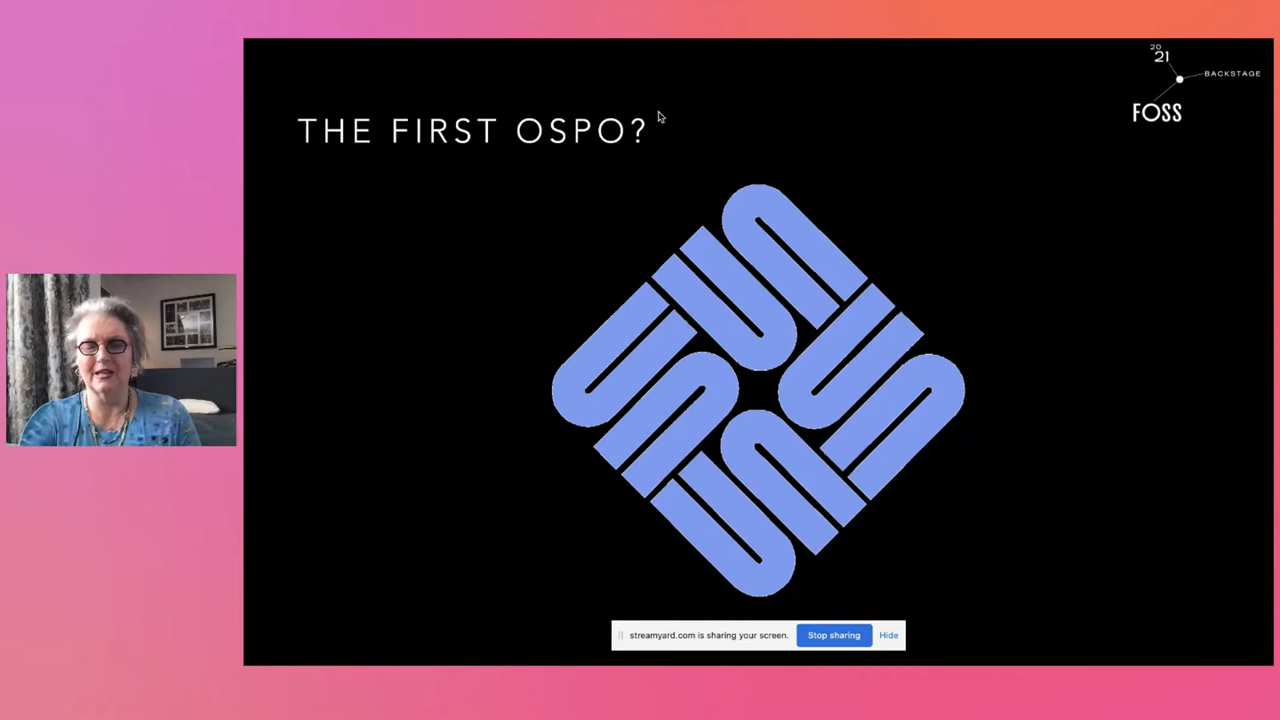 20
21
BACKSTAGE
FOSS
THE FIRST OSPO?
streamyard.com is sharing your screen.
Stop sharing
Hide